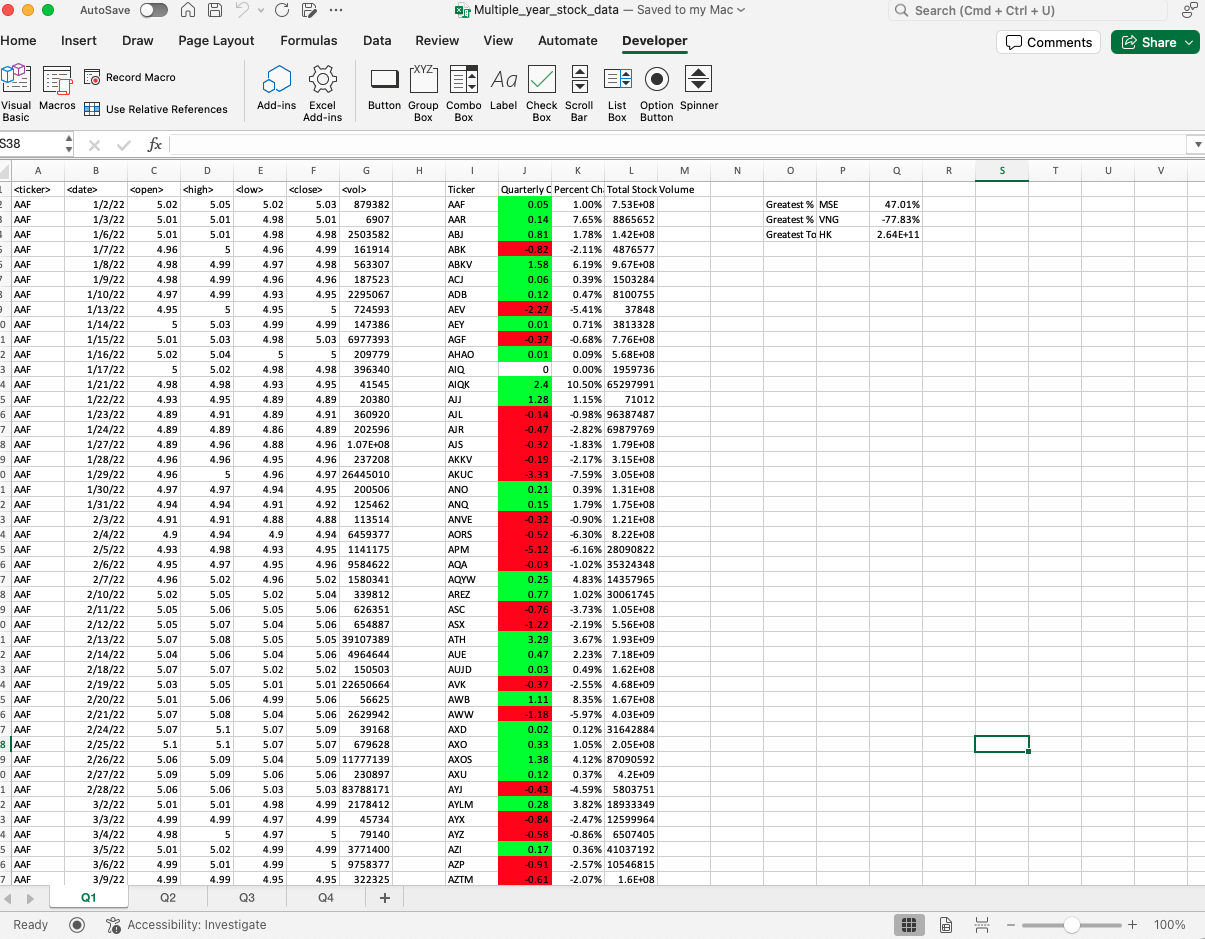 AutoSave ··· Multiple_year_stock_data — Saved to my Mac Search (Cmd + Ctrl + U)
Home Insert Draw Page Layout Formulas Data Review View Automate Developer Comments Share
Visual Basic Macros Record Macro Use Relative References Add-ins Excel Add-ins Button Group Box Combo Box Label Check Box Scroll Bar List Box Option Button Spinner
XYZ Aa
S38 fx
A B C D E F G H I J K L M N O P Q R S T U V
<ticker> <date> <open> <high> <low> <close> <vol> Ticker Quarterly C Percent Cha Total Stock Volume
AAF 1/2/22 5.02 5.05 5.02 5.03 879382 AAF 0.05 1.00% 7.53E+08 Greatest % MSE 47.01%
AAF 1/3/22 5.01 5.01 4.98 5.01 6907 AAR 0.14 7.65% 8865652 Greatest % VNG -77.83%
AAF 1/6/22 5.01 5.01 4.98 4.98 2503582 ABJ 0.81 1.78% 1.42E+08 Greatest To HK 2.64E+11
AAF 1/7/22 4.96 5 4.96 4.99 161914 ABK -0.82 -2.11% 4876577
AAF 1/8/22 4.98 4.99 4.97 4.98 563307 ABKV 1.58 6.19% 9.67E+08
AAF 1/9/22 4.98 4.99 4.96 4.96 187523 ACJ 0.06 0.39% 1503284
AAF 1/10/22 4.97 4.99 4.93 4.95 2295067 ADB 0.12 0.47% 8100755
AAF 1/13/22 4.95 5 4.95 5 724593 AEV -2.27 -5.41% 37848
AAF 1/14/22 5 5.03 4.99 4.99 147386 AEY 0.01 0.71% 3813328
AAF 1/15/22 5.01 5.03 4.98 5.03 6977393 AGF -0.37 -0.68% 7.76E+08
AAF 1/16/22 5.02 5.04 5 5 209779 AHAO 0.01 0.09% 5.68E+08
AAF 1/17/22 5 5.02 4.98 4.98 396340 AIQ 0 0.00% 1959736
AAF 1/21/22 4.98 4.98 4.93 4.95 41545 AIQK 2.4 10.50% 65297991
AAF 1/22/22 4.93 4.95 4.89 4.89 20380 AJJ 1.28 1.15% 71012
AAF 1/23/22 4.89 4.91 4.89 4.91 360920 AJL -0.14 -0.98% 96387487
AAF 1/24/22 4.89 4.89 4.86 4.89 202596 AJR -0.47 -2.82% 69879769
AAF 1/27/22 4.89 4.96 4.88 4.96 1.07E+08 AJS -0.32 -1.83% 1.79E+08
AAF 1/28/22 4.96 4.96 4.95 4.96 237208 AKKV -0.19 -2.17% 3.15E+08
AAF 1/29/22 4.96 5 4.96 4.97 26445010 AKUC -3.33 -7.59% 3.05E+08
AAF 1/30/22 4.97 4.97 4.94 4.95 200506 ANO 0.21 0.39% 1.31E+08
AAF 1/31/22 4.94 4.94 4.91 4.92 125462 ANQ 0.15 1.79% 1.75E+08
AAF 2/3/22 4.91 4.91 4.88 4.88 113514 ANVE -0.32 -0.90% 1.21E+08
AAF 2/4/22 4.9 4.94 4.9 4.94 6459377 AORS -0.52 -6.30% 8.22E+08
AAF 2/5/22 4.93 4.98 4.93 4.95 1141175 APM -5.12 -6.16% 28090822
AAF 2/6/22 4.95 4.97 4.95 4.96 9584622 AQA -0.03 -1.02% 35324348
AAF 2/7/22 4.96 5.02 4.96 5.02 1580341 AQYW 0.25 4.83% 14357965
AAF 2/10/22 5.02 5.05 5.02 5.04 339812 AREZ 0.77 1.02% 30061745
AAF 2/11/22 5.05 5.06 5.05 5.06 626351 ASC -0.76 -3.73% 1.05E+08
AAF 2/12/22 5.05 5.07 5.04 5.06 654887 ASX -1.22 -2.19% 5.56E+08
AAF 2/13/22 5.07 5.08 5.05 5.05 39107389 ATH 3.29 3.67% 1.93E+09
AAF 2/14/22 5.04 5.06 5.04 5.06 4964644 AUE 0.47 2.23% 7.18E+09
AAF 2/18/22 5.07 5.07 5.02 5.02 150503 AUJD 0.03 0.49% 1.62E+08
AAF 2/19/22 5.03 5.05 5.01 5.01 22650664 AVK -0.37 -2.55% 4.68E+09
AAF 2/20/22 5.01 5.06 4.99 5.06 56625 AWB 1.11 8.35% 1.67E+08
AAF 2/21/22 5.07 5.08 5.04 5.06 2629942 AWW -1.18 -5.97% 4.03E+09
AAF 2/24/22 5.07 5.1 5.07 5.09 39168 AXD 0.02 0.12% 31642884
AAF 2/25/22 5.1 5.1 5.07 5.07 679628 AXO 0.33 1.05% 2.05E+08
AAF 2/26/22 5.06 5.09 5.04 5.09 11777139 AXOS 1.38 4.12% 87090592
AAF 2/27/22 5.09 5.09 5.06 5.06 230897 AXU 0.12 0.37% 4.2E+09
AAF 2/28/22 5.06 5.06 5.03 5.03 83788171 AYJ -0.43 -4.59% 5803751
AAF 3/2/22 5.01 5.01 4.98 4.99 2178412 AYLM 0.28 3.82% 18933349
AAF 3/3/22 4.99 4.99 4.97 4.99 45734 AYX -0.84 -2.47% 12599964
AAF 3/4/22 4.98 5 4.97 5 79140 AYZ -0.58 -0.86% 6507405
AAF 3/5/22 5.01 5.02 4.99 4.99 3771400 AZI 0.17 0.36% 41037192
AAF 3/6/22 4.99 5.01 4.99 5 9758377 AZP -0.91 -2.57% 10546815
AAF 3/9/22 4.99 4.99 4.95 4.95 322325 AZTM -0.61 -2.07% 1.6E+08
Q1 Q2 Q3 Q4 +
Ready Accessibility: Investigate − + 100%